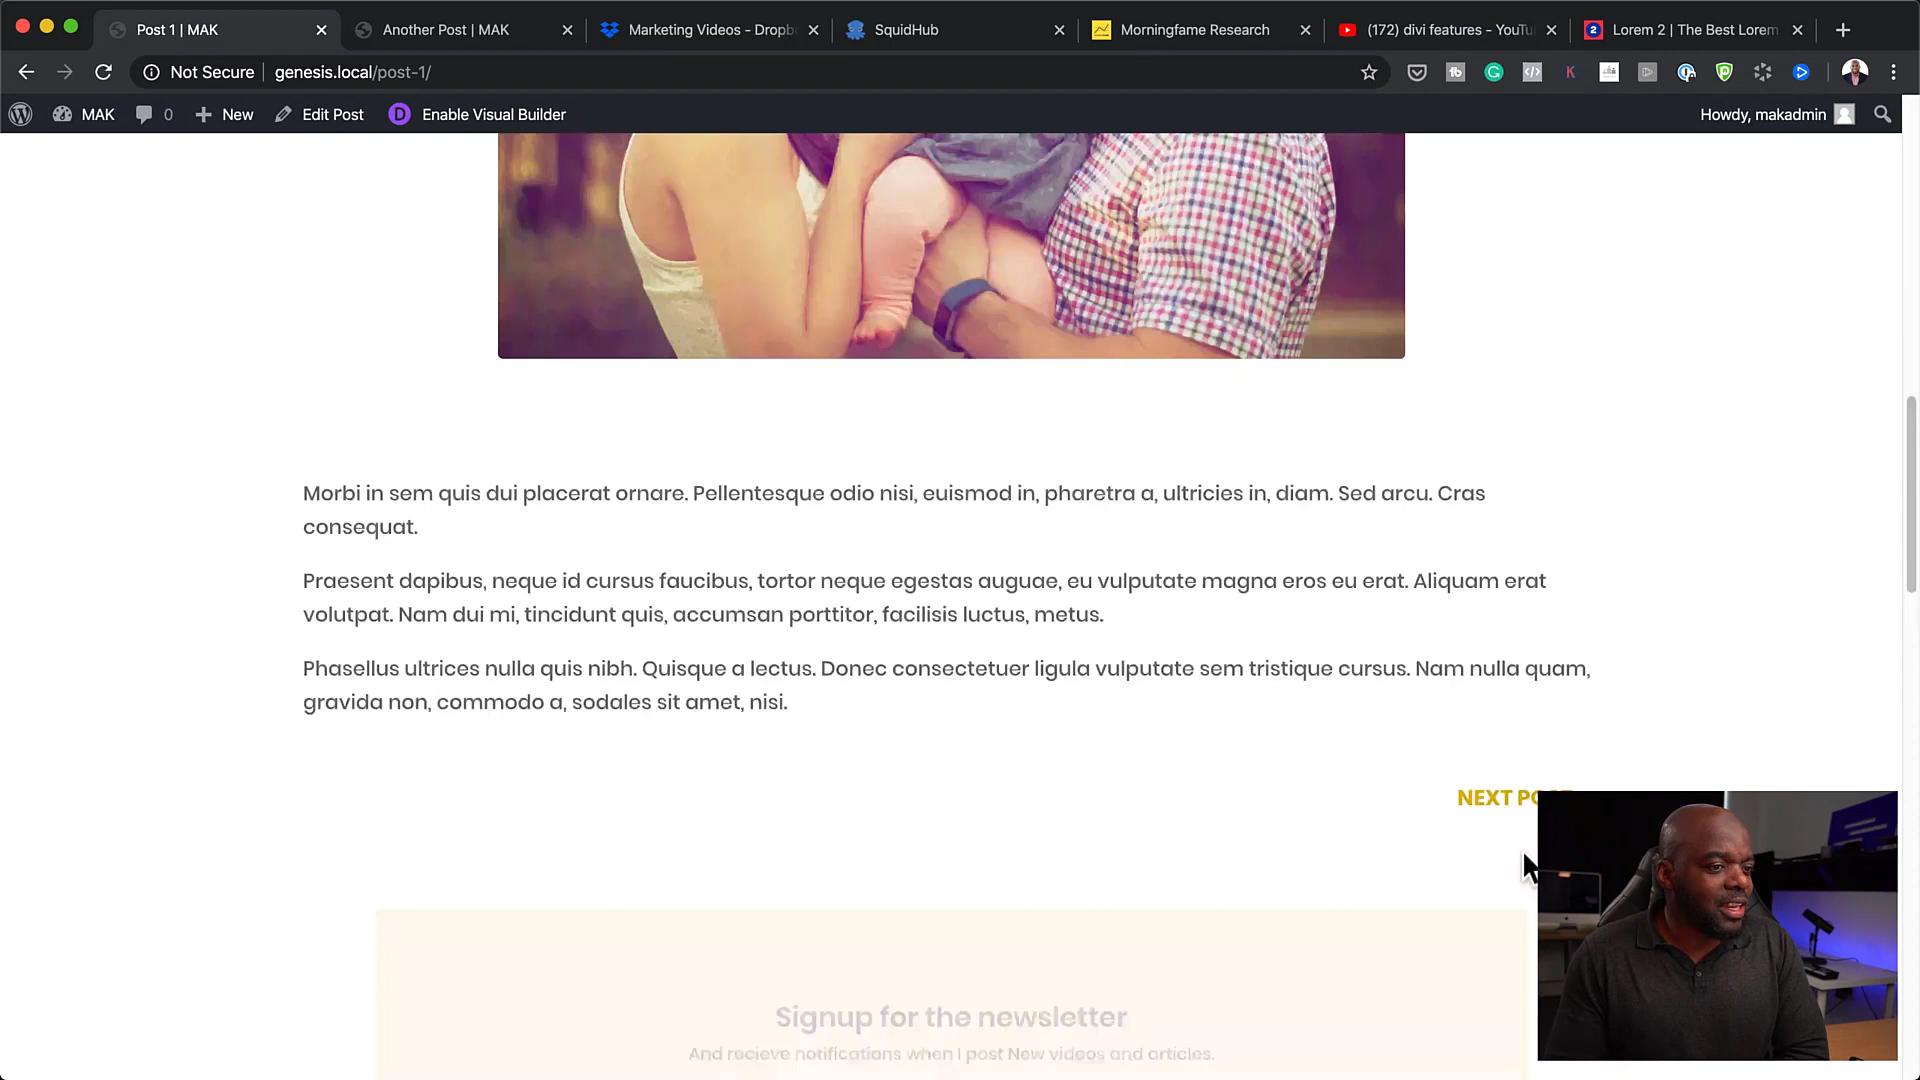 Post 1 | MAK
Another Post | MAK
Marketing Videos - Dropb
SquidHub
Morningfame Research
(172) divi features - YouTu
2 Lorem 2 | The Best Lorem
Not Secure | genesis.local/post-1/
tb
G
K
MAK
0
New
Edit Post
D Enable Visual Builder
Howdy, makadmin
Morbi in sem quis dui placerat ornare. Pellentesque odio nisi, euismod in, pharetra a, ultricies in, diam. Sed arcu. Cras
consequat.
Praesent dapibus, neque id cursus faucibus, tortor neque egestas auguae, eu vulputate magna eros eu erat. Aliquam erat
volutpat. Nam dui mi, tincidunt quis, accumsan porttitor, facilisis luctus, metus.
Phasellus ultrices nulla quis nibh. Quisque a lectus. Donec consectetuer ligula vulputate sem tristique cursus. Nam nulla quam,
gravida non, commodo a, sodales sit amet, nisi.
NEXT
Signup for the newsletter
And recieve notifications when I post New videos and articles.